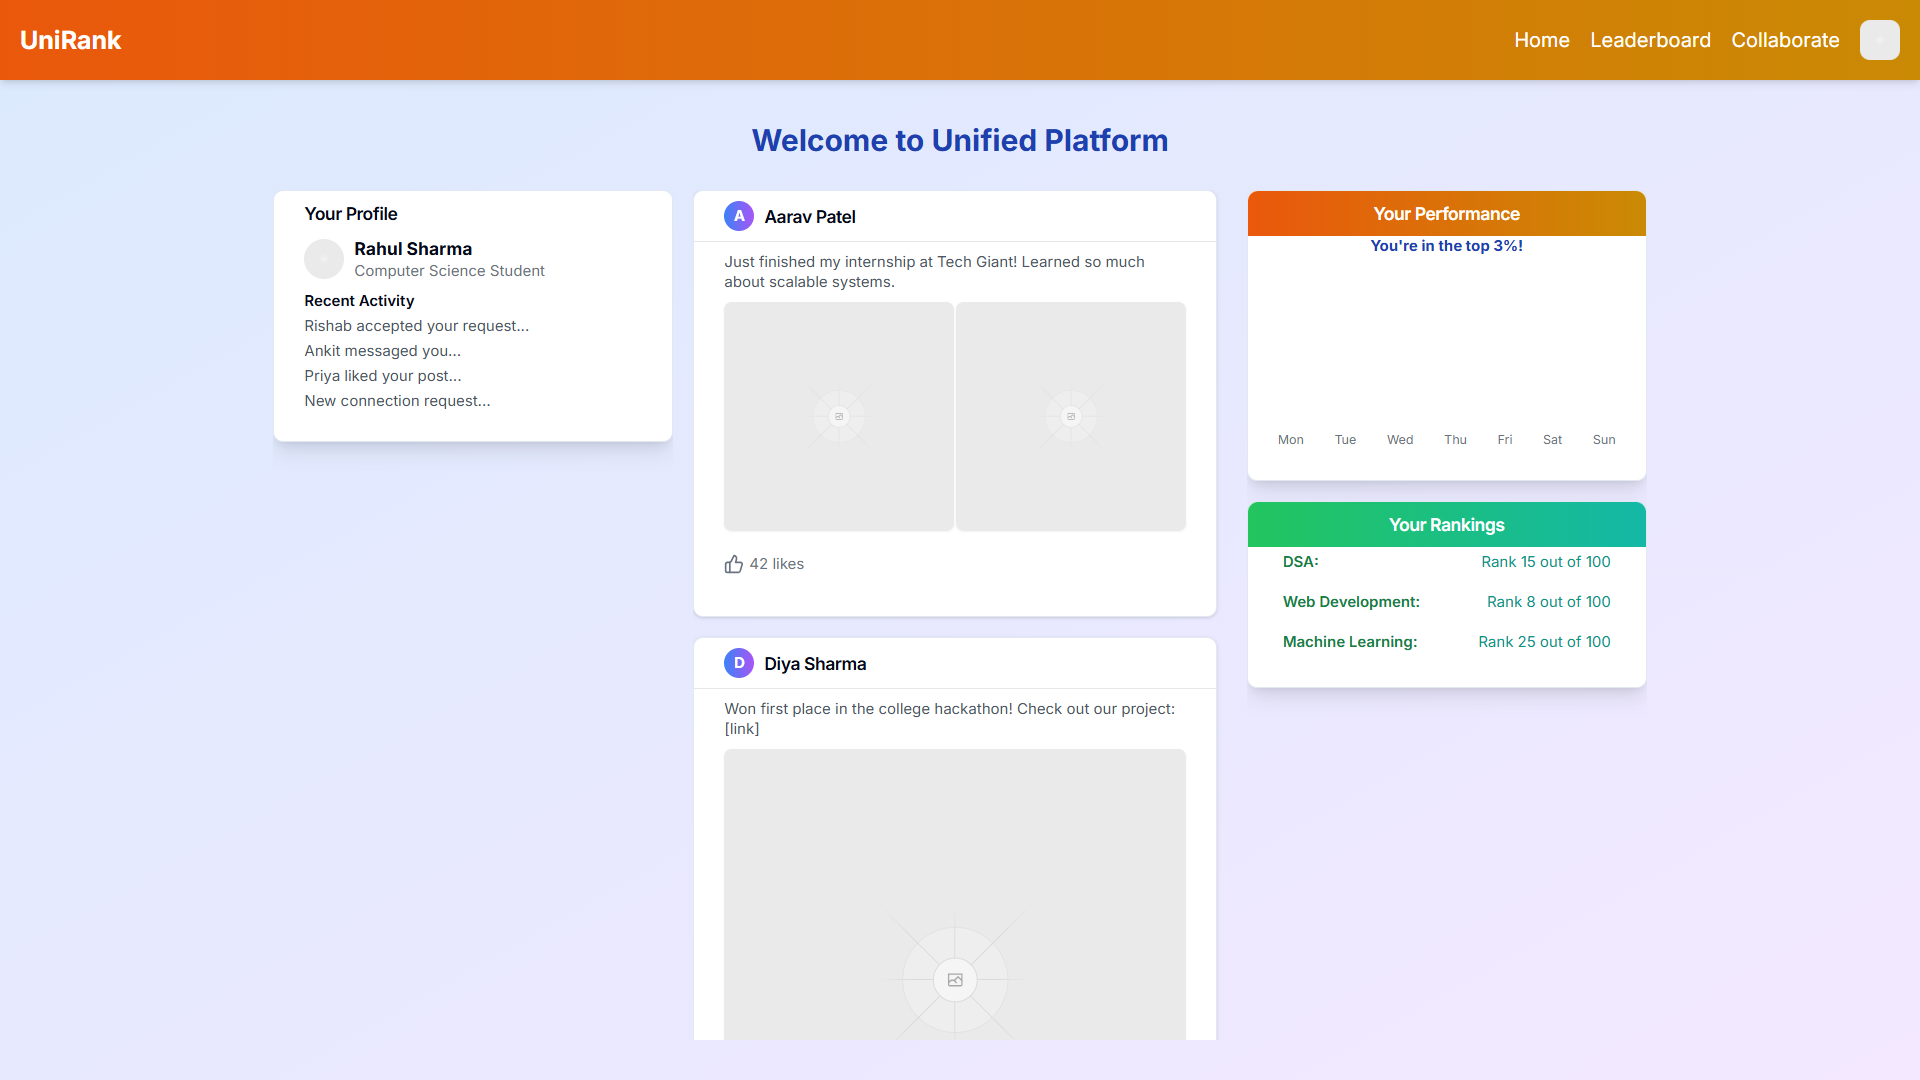 UniRank
Home
Leaderboard
Collaborate
Welcome to Unified Platform
Your Profile
Rahul Sharma
Computer Science Student
Recent Activity
Rishab accepted your request...
Ankit messaged you...
Priya liked your post...
New connection request...
A
Aarav Patel
Just finished my internship at Tech Giant! Learned so much
about scalable systems.
42 likes
D
Diya Sharma
Won first place in the college hackathon! Check out our project:
[link]
Your Performance
You're in the top 3%!
Mon Tue Wed Thu Fri Sat Sun
Your Rankings
DSA: Rank 15 out of 100
Web Development: Rank 8 out of 100
Machine Learning: Rank 25 out of 100